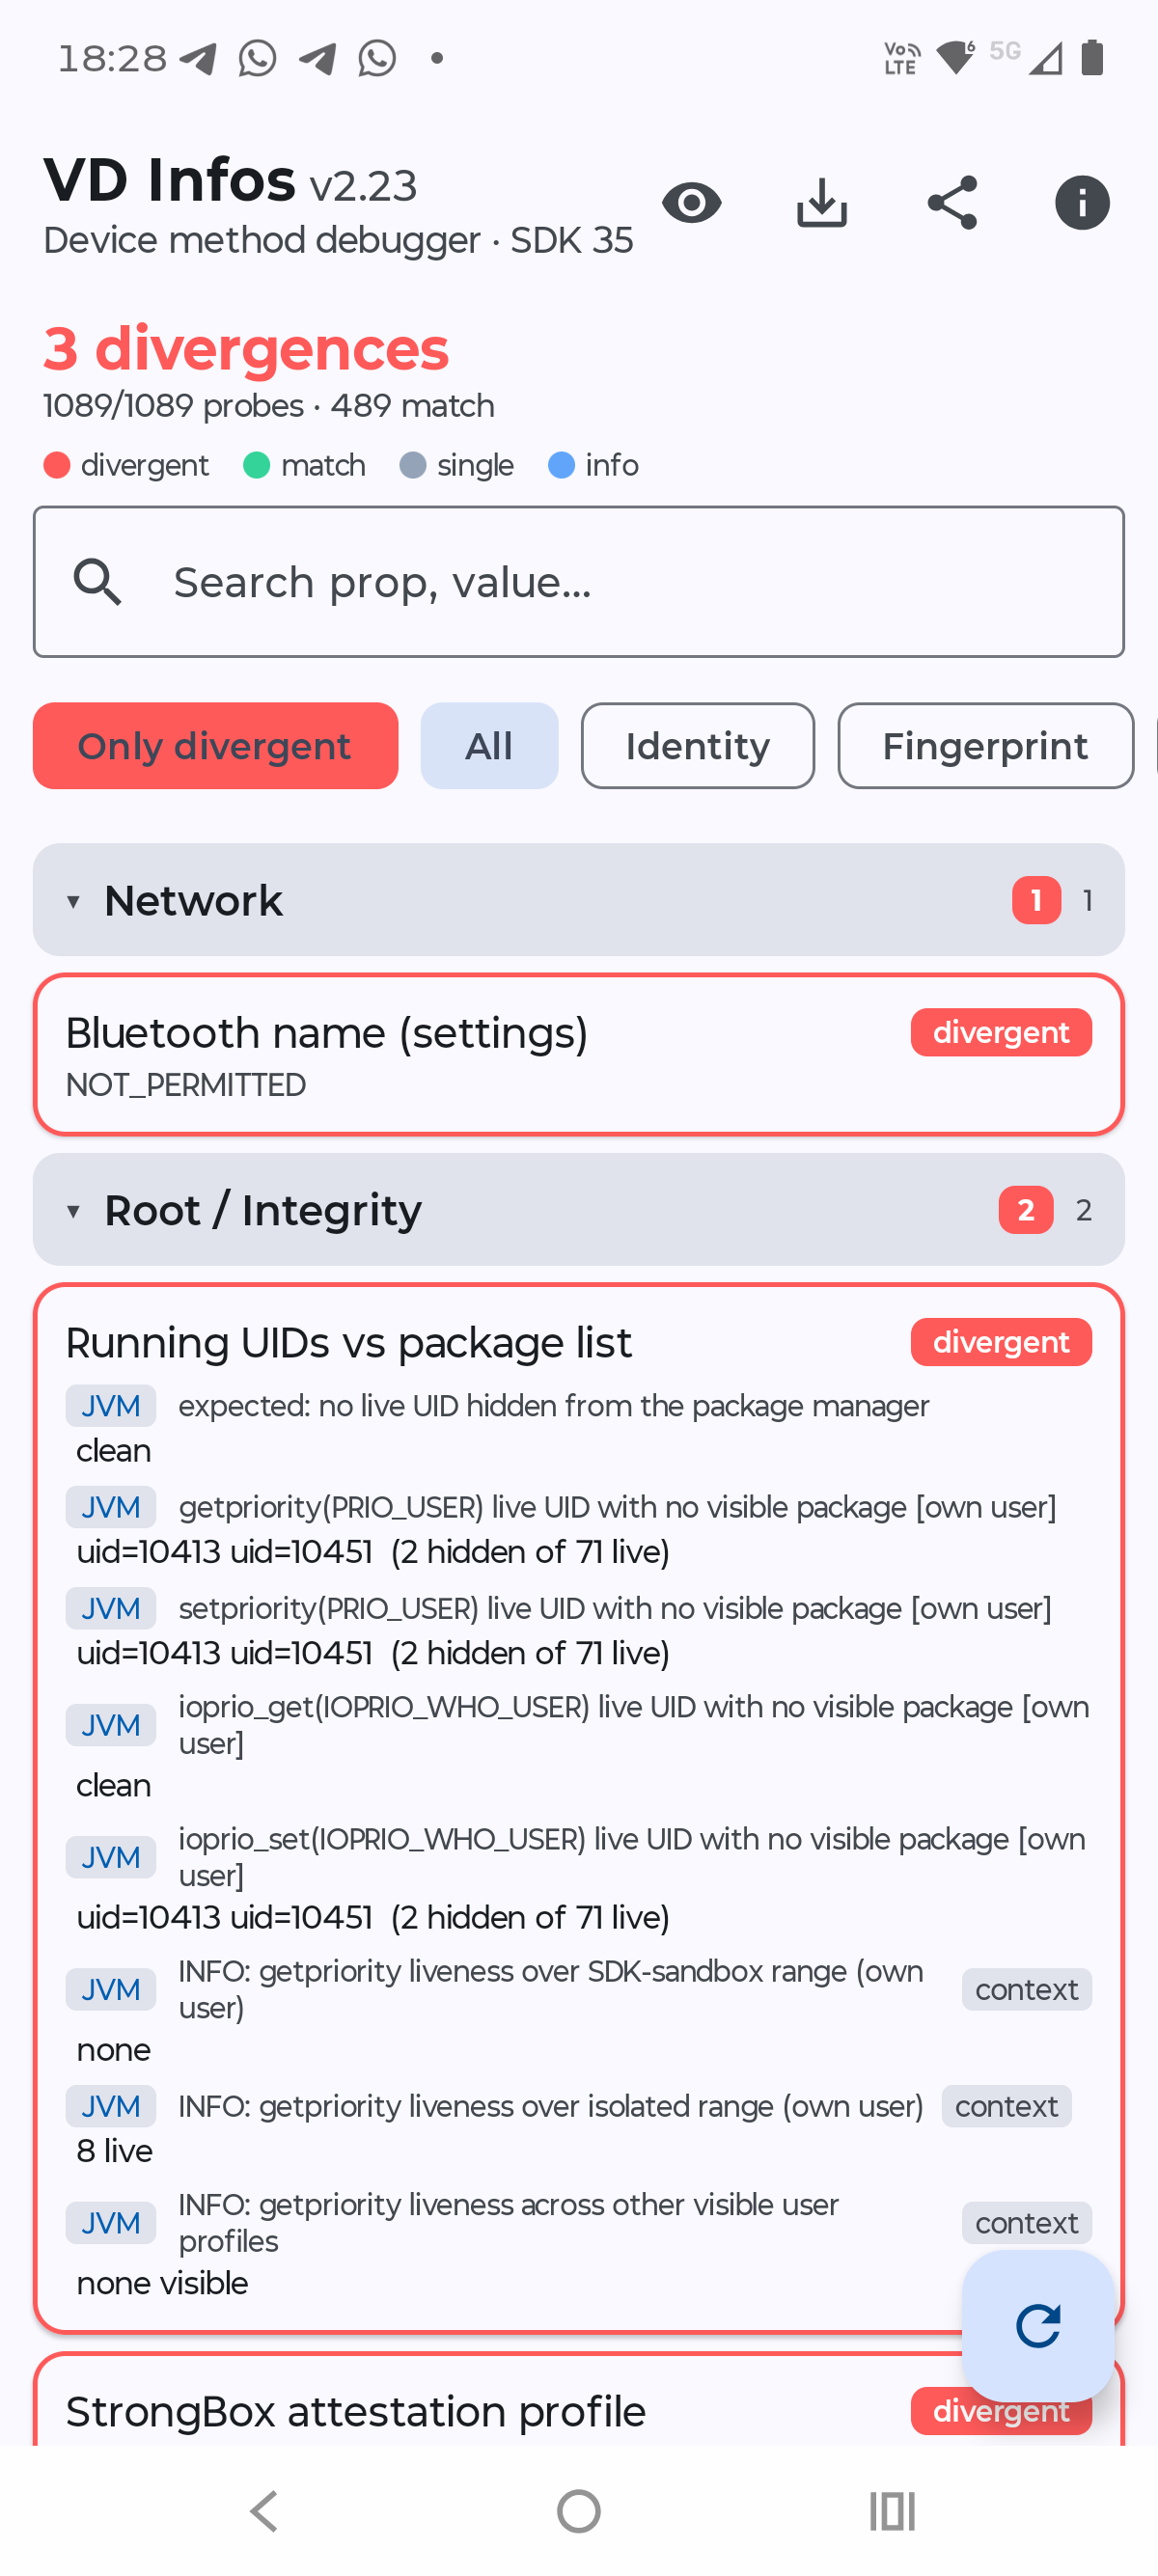 18:28
Vo LTE 6 5G
VD Infos v2.23
Device method debugger · SDK 35
3 divergences
1089/1089 probes · 489 match
divergent match single info
Search prop, value...
Only divergent All Identity Fingerprint
▾ Network 1 1
Bluetooth name (settings) divergent
NOT_PERMITTED
▾ Root / Integrity 2 2
Running UIDs vs package list divergent
JVM expected: no live UID hidden from the package manager
clean
JVM getpriority(PRIO_USER) live UID with no visible package [own user]
uid=10413 uid=10451 (2 hidden of 71 live)
JVM setpriority(PRIO_USER) live UID with no visible package [own user]
uid=10413 uid=10451 (2 hidden of 71 live)
JVM ioprio_get(IOPRIO_WHO_USER) live UID with no visible package [own
user]
clean
JVM ioprio_set(IOPRIO_WHO_USER) live UID with no visible package [own
user]
uid=10413 uid=10451 (2 hidden of 71 live)
JVM INFO: getpriority liveness over SDK-sandbox range (own context
user)
none
JVM INFO: getpriority liveness over isolated range (own user) context
8 live
JVM INFO: getpriority liveness across other visible user context
profiles
none visible
StrongBox attestation profile divergent